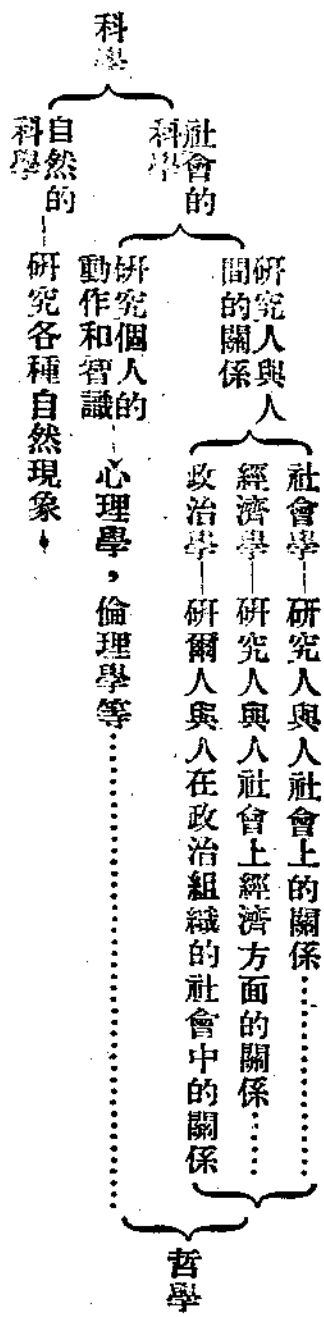 科學
社會的
科學
研究人與人
間的關係
社會學—研究人與人社會上的關係…………
經濟學—研究人與人社會上經濟方面的關係……
政治學—研爾人與人在政治組織的社會中的關係
研究個人的
動作和智識
心理學，倫理學等…………………………
自然的
科學
—研究各種自然現象
哲學